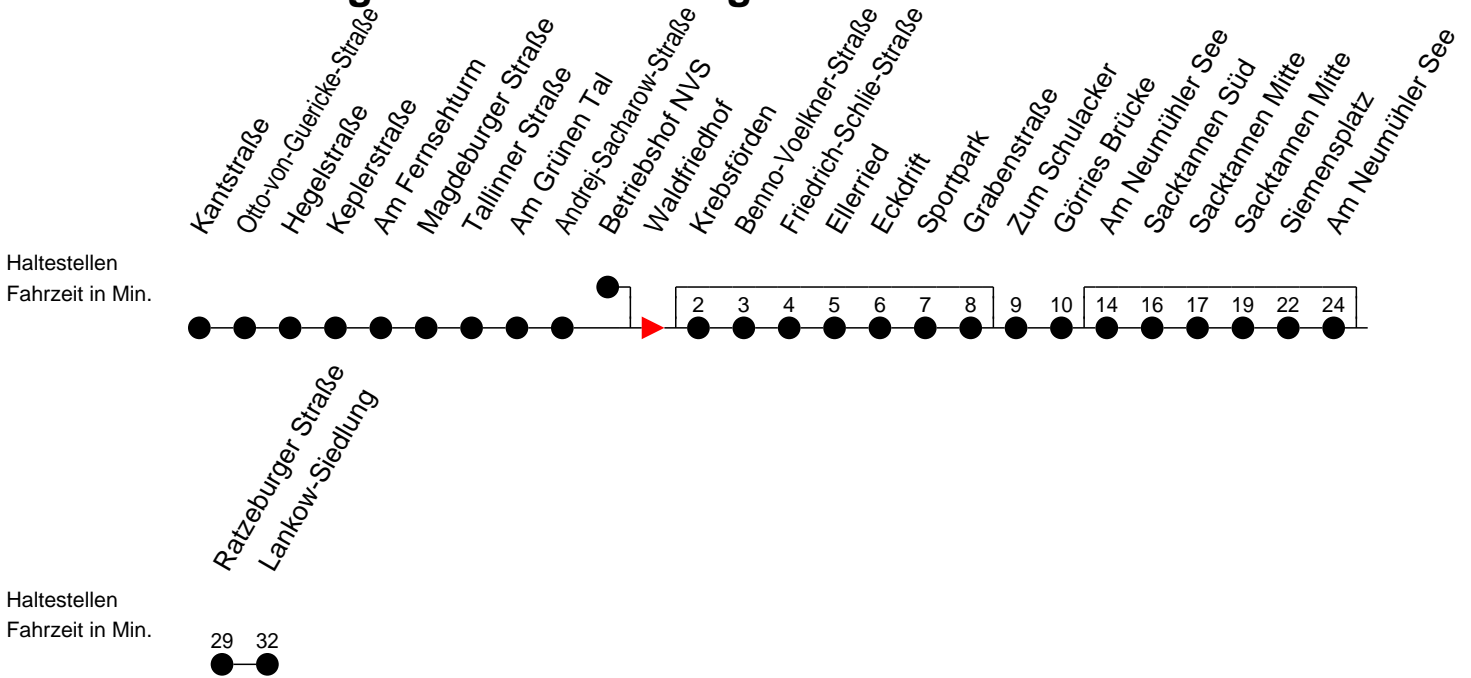 Kantstraße
Otto-von-Guericke-Straße
Hegelstraße
Keplerstraße
Am Fernsehturm
Magdeburger Straße
Tallinner Straße
Am Grünen Tal
Andrej-Sacharow-Straße
Betriebshof NVS
Waldfriedhof
Krebsförden
Benno-Voelkner-Straße
Friedrich-Schlie-Straße
Ellerried
Eckdrift
Sportpark
Grabenstraße
Zum Schulacker
Görries Brücke
Am Neumühler See
Sacktannen Süd
Sacktannen Mitte
Sacktannen Mitte
Siemensplatz
Am Neumühler See
Haltestellen
Fahrzeit in Min.
2 3 4 5 6 7 8 9 10 14 16 17 19 22 24
Ratzeburger Straße
Lankow-Siedlung
Haltestellen
Fahrzeit in Min.
29 32